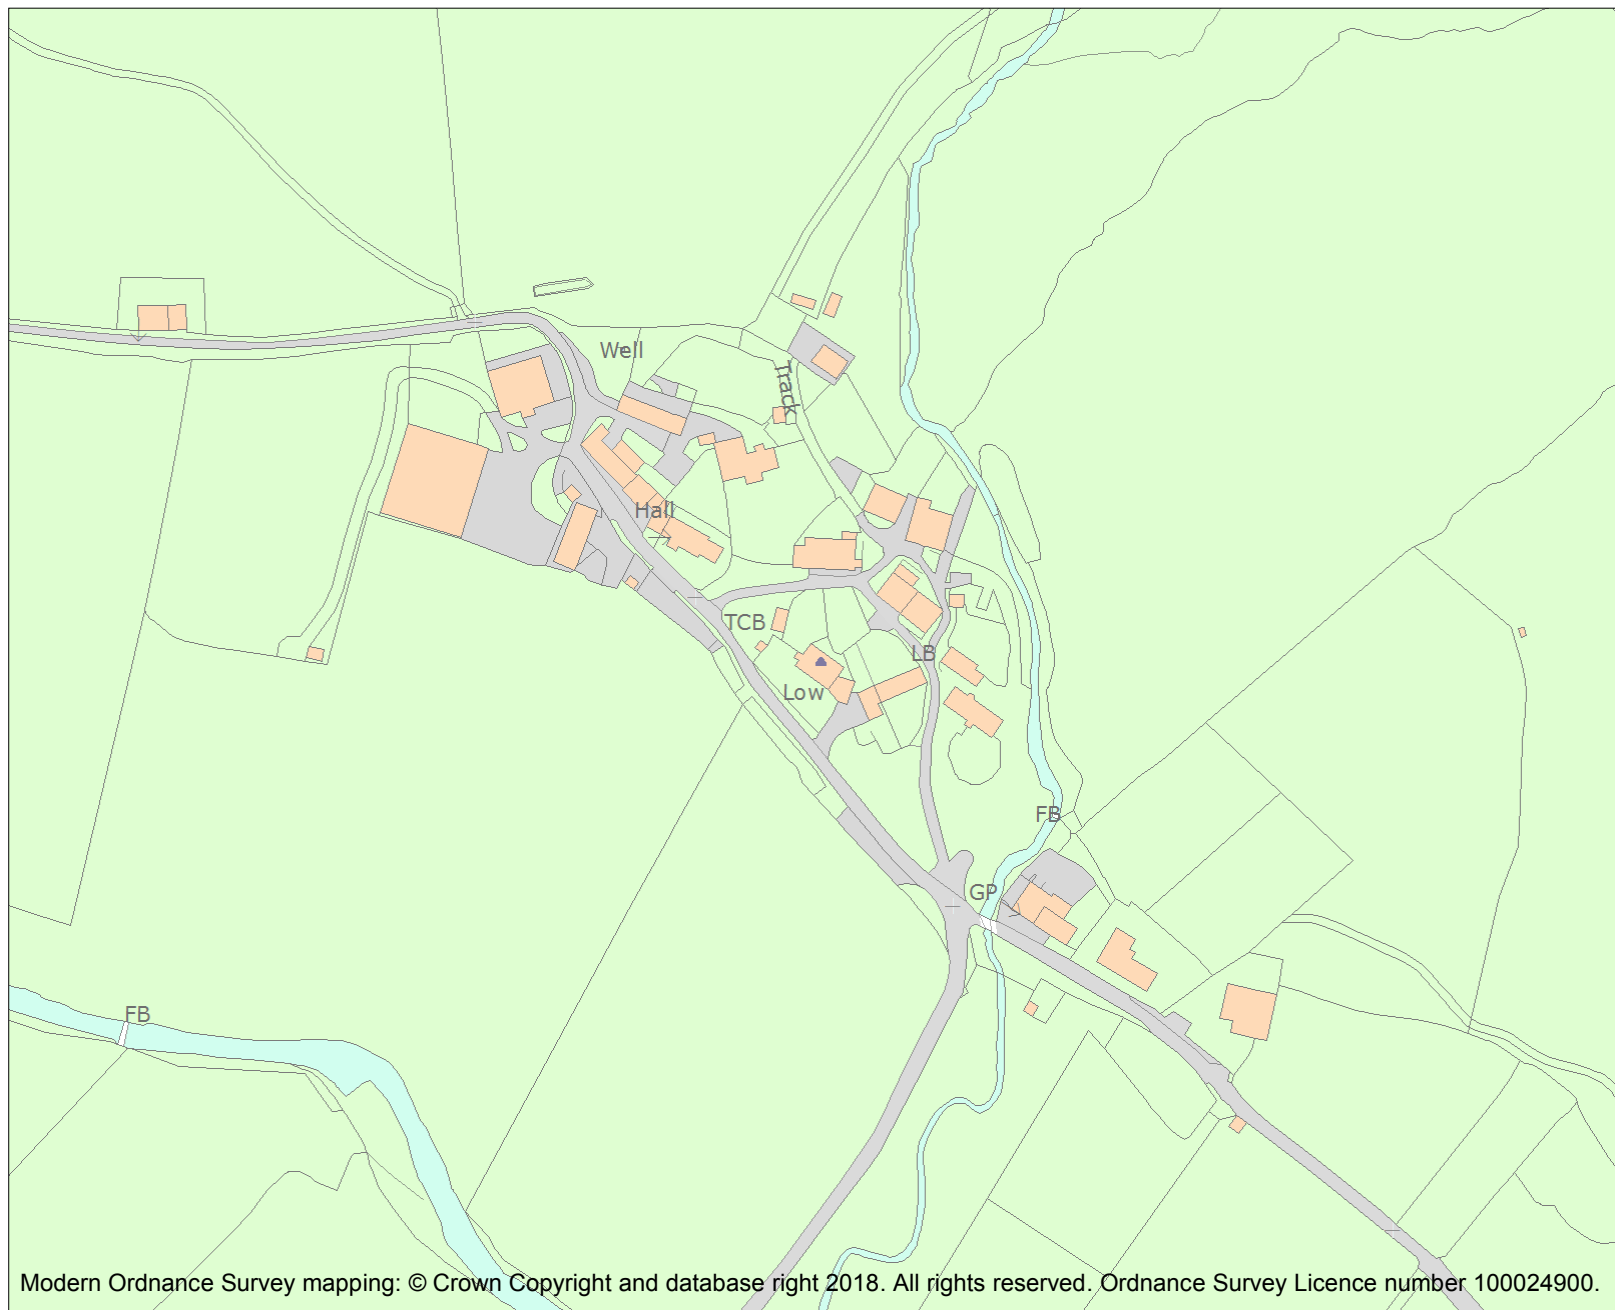 Well
Track
Hall
TCB
LB
Low
FB
GP
FB
Modern Ordnance Survey mapping: © Crown Copyright and database right 2018. All rights reserved. Ordnance Survey Licence number 100024900.